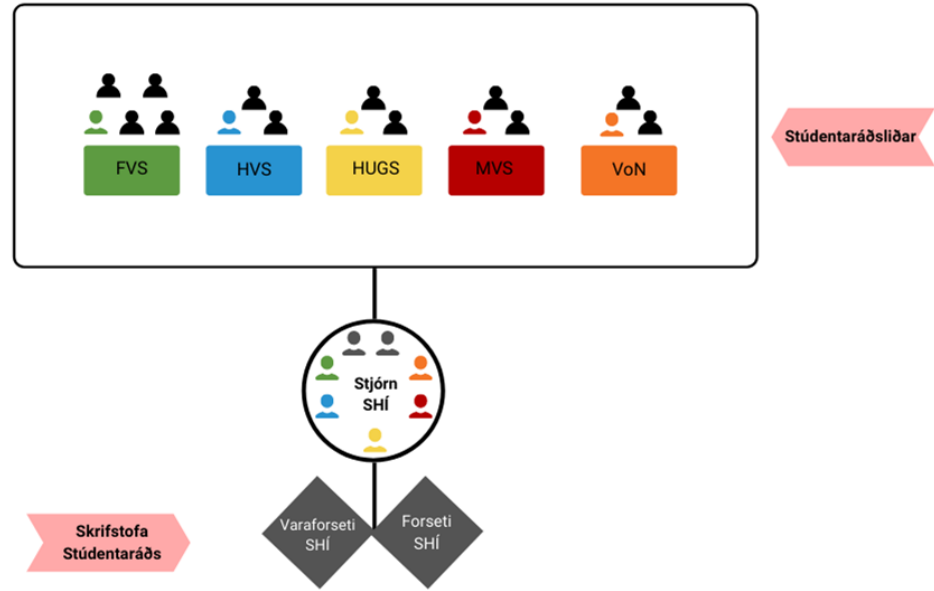 FVS
HVS
HUGS
MVS
VoN
Stúdentaráðsliðar
Stjórn
SHÍ
Varaforseti
SHÍ
Forseti
SHÍ
Skrifstofa
Stúdentaráðs